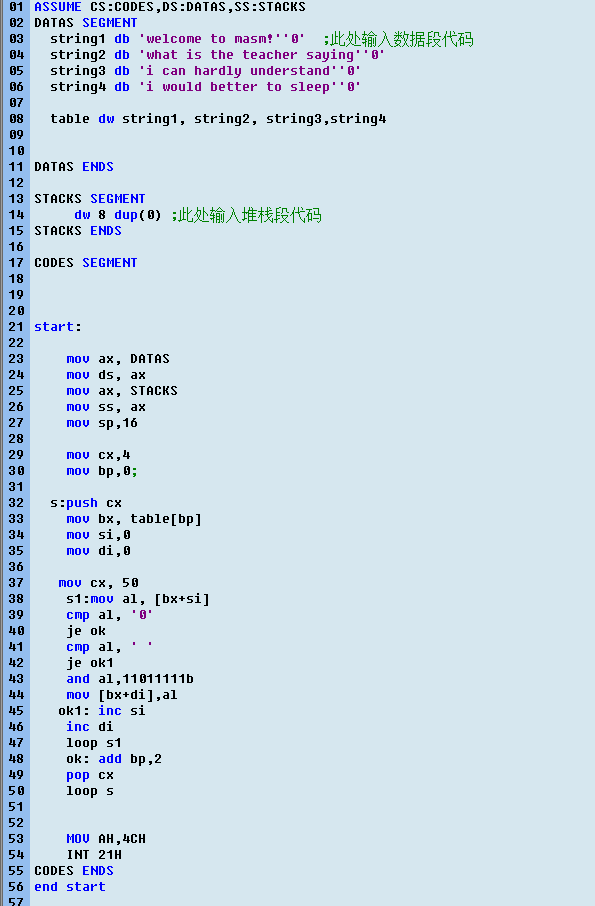 01 ASSUME CS:CODES,DS:DATAS,SS:STACKS
02 DATAS SEGMENT
03   string1 db 'welcome to masm!''0'  ;此处输入数据段代码
04   string2 db 'what is the teacher saying''0'
05   string3 db 'i can hardly understand''0'
06   string4 db 'i would better to sleep''0'
07
08   table dw string1, string2, string3,string4
09
10
11 DATAS ENDS
12
13 STACKS SEGMENT
14      dw 8 dup(0) ;此处输入堆栈段代码
15 STACKS ENDS
16
17 CODES SEGMENT
18
19
20
21 start:
22
23     mov ax, DATAS
24     mov ds, ax
25     mov ax, STACKS
26     mov ss, ax
27     mov sp,16
28
29     mov cx,4
30     mov bp,0;
31
32   s:push cx
33     mov bx, table[bp]
34     mov si,0
35     mov di,0
36
37    mov cx, 50
38     s1:mov al, [bx+si]
39     cmp al, '0'
40     je ok
41     cmp al, ' '
42     je ok1
43     and al,11011111b
44     mov [bx+di],al
45    ok1: inc si
46     inc di
47     loop s1
48     ok: add bp,2
49     pop cx
50     loop s
51
52
53     MOV AH,4CH
54     INT 21H
55 CODES ENDS
56 end start
57